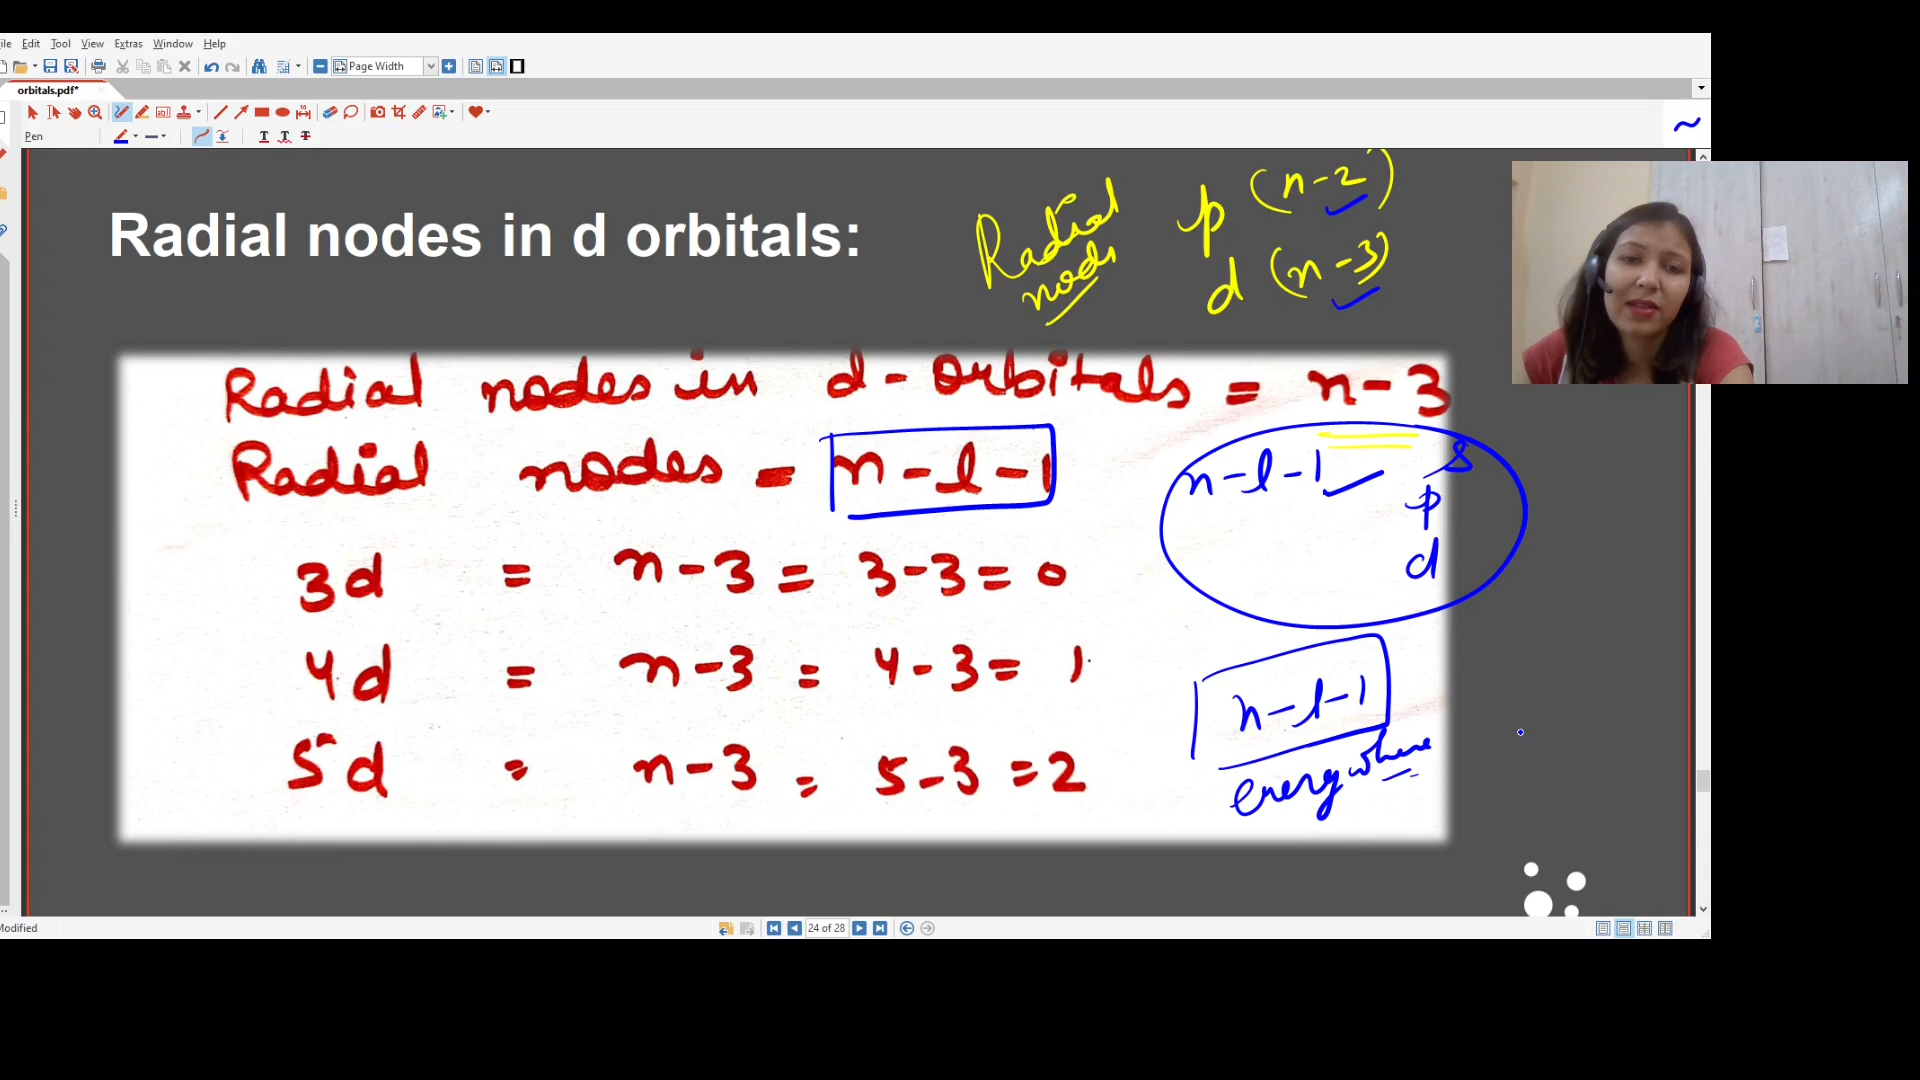 File Edit Tool View Extras Window Help
Page Width
orbitals.pdf*
Pen
Radial nodes in d orbitals:
Radial nods
p (n-2)
d (n-3)
Radial nodes in d-orbitals = n-3
Radial nodes = n-l-1
n-l-1
s
p
d
3d = n-3 = 3-3 = 0
4d = n-3 = 4-3 = 1
5d = n-3 = 5-3 = 2
n-l-1
energywhere
Modified
24 of 28